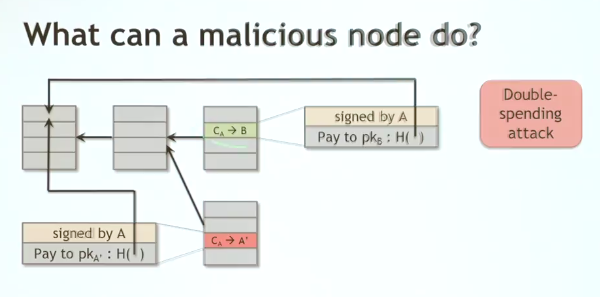 What can a malicious node do?
Double-
spending
attack
signed by A
Pay to pk_B : H( )
C_A → B
signed by A
Pay to pk_A' : H( )
C_A → A'